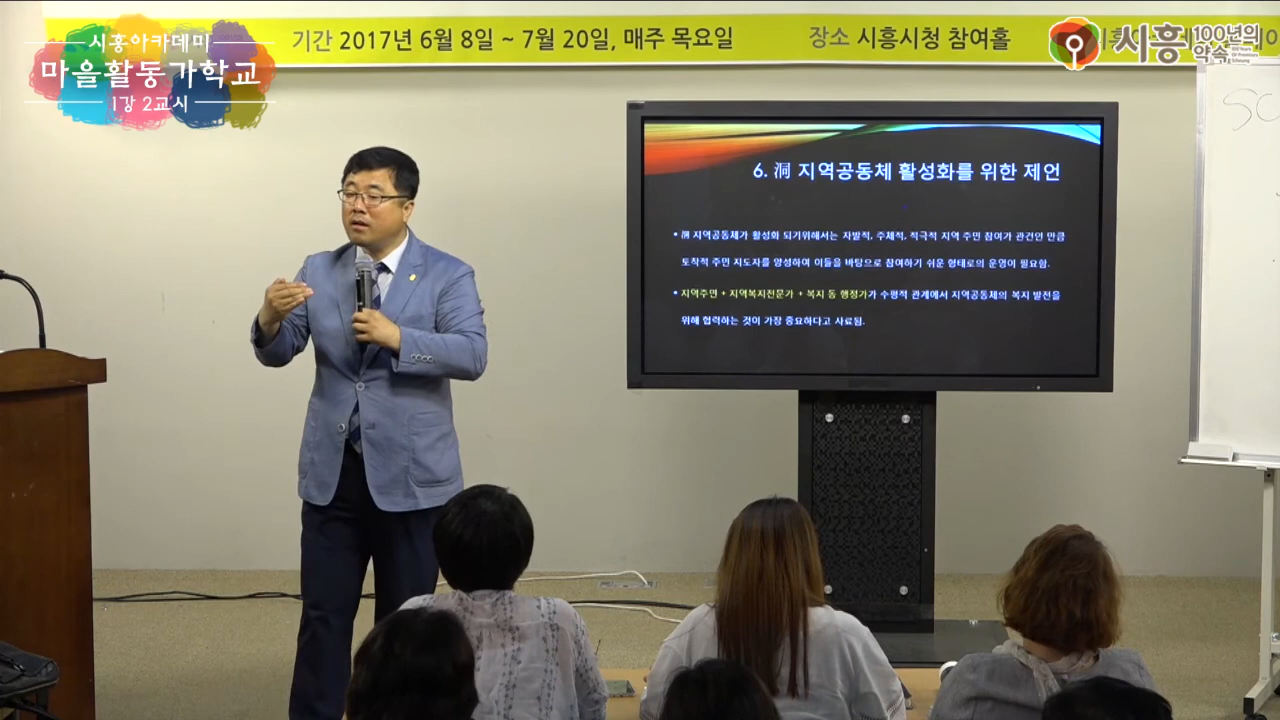 시흥아카데미
마을활동가학교
1강 2교시
기간 2017년 6월 8일 ~ 7월 20일, 매주 목요일
장소 시흥시청 참여홀
시흥 100년의
약속
6. 洞 지역공동체 활성화를 위한 제언
• 洞 지역공동체가 활성화 되기위해서는 자발적, 주체적, 적극적 지역 주민 참여가 관건인 만큼
토착적 주민 지도자를 양성하여 이들을 바탕으로 참여하기 쉬운 형태로의 운영이 필요함.
• 지역주면 + 지역복지전문가 + 복지 동 행정가가 수평적 관계에서 지역공동체의 복지 발전을
위해 협력하는 것이 가장 중요하다고 사료됨.